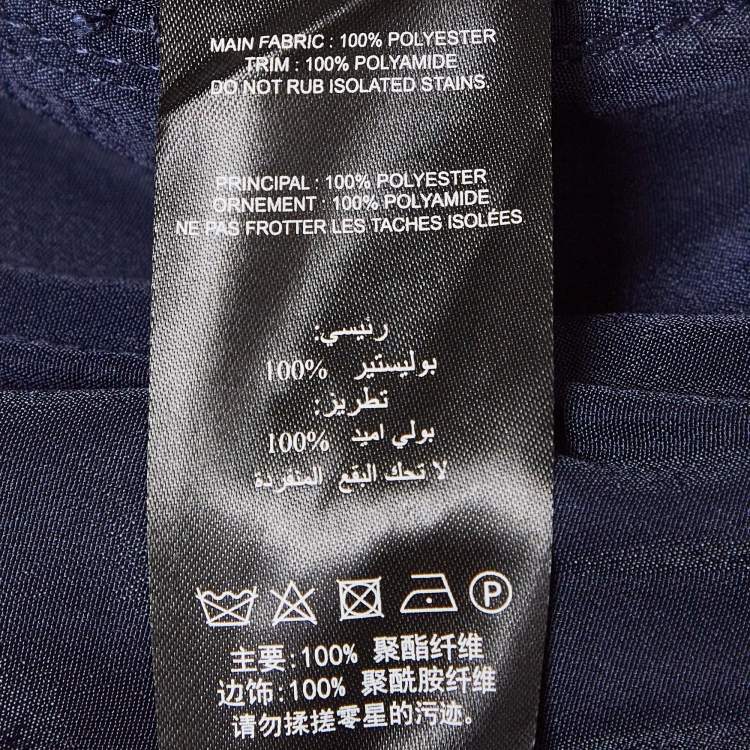 MAIN FABRIC : 100% POLYESTER
TRIM : 100% POLYAMIDE
DO NOT RUB ISOLATED STAINS.
PRINCIPAL : 100% POLYESTER
ORNEMENT : 100% POLYAMIDE
NE PAS FROTTER LES TACHES ISOLÉES
رئيسي:
بوليستير 100%
تطريز:
بولي اميد 100%
لا تحك البقع المنفردة
P
主要:100% 聚酯纤维
边饰:100% 聚酰胺纤维
请勿揉搓零星的污迹。